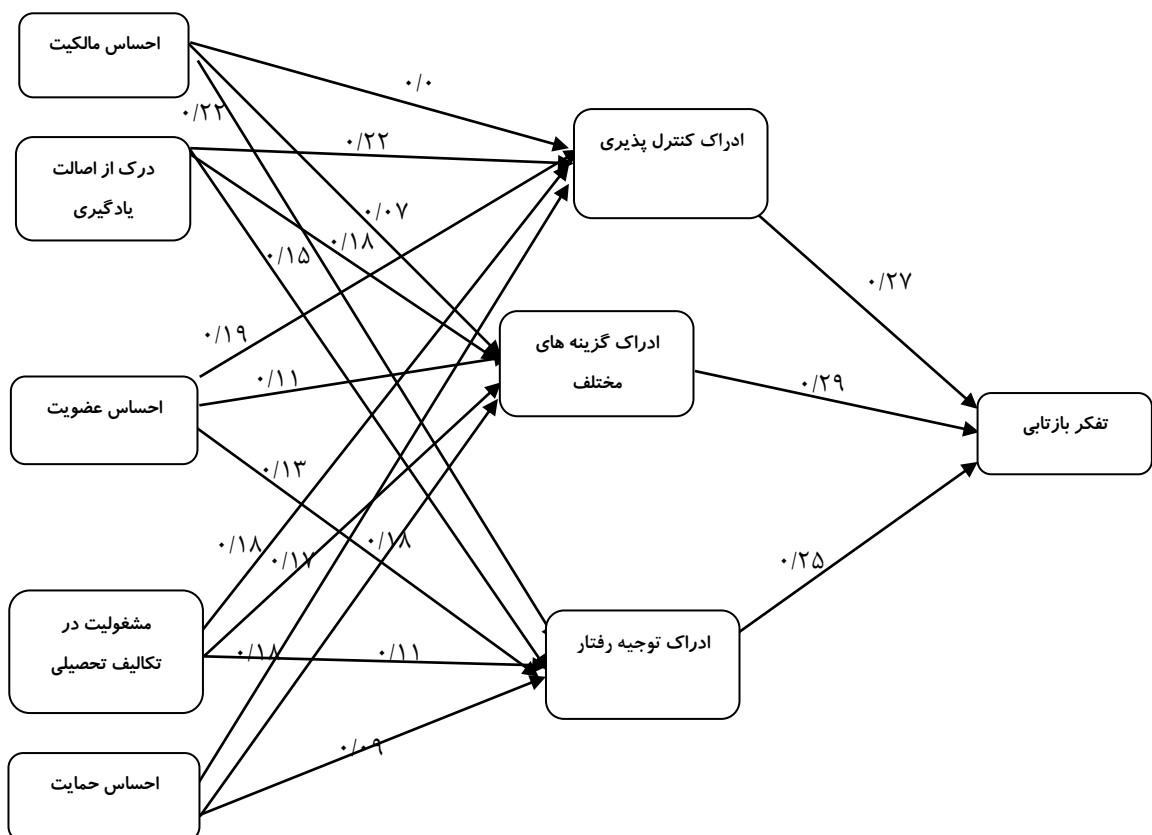 احساس مالکیت
۰/۰
۰/۲۲
ادراک کنترل پذیری
درک از اصالت
یادگیری
۰/۲۲
۰/۰۷
۰/۱۸
۰/۱۵
۰/۲۷
۰/۱۹
ادراک گزینه های
مختلف
۰/۱۱
۰/۲۹
احساس عضویت
تفکر بازتابی
۰/۱۳
۰/۱۸
۰/۱۷
۰/۱۸
۰/۲۵
مشغولیت در
تکالیف تحصیلی
ادراک توجیه رفتار
۰/۱۸
۰/۱۱
۰/۰۹
احساس حمایت